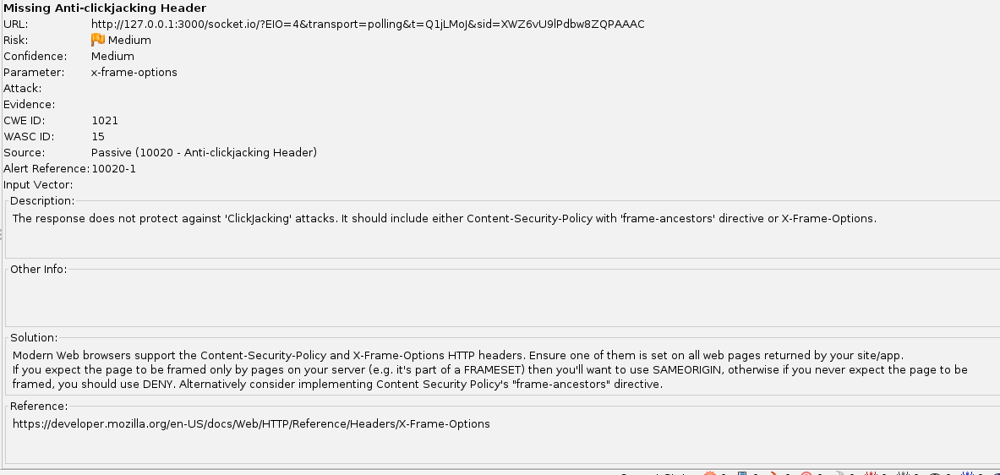 Missing Anti-clickjacking Header
URL: http://127.0.0.1:3000/socket.io/?EIO=4&transport=polling&t=Q1jLMoJ&sid=XWZ6vU9lPdbw8ZQPAAAC
Risk: Medium
Confidence: Medium
Parameter: x-frame-options
Attack:
Evidence:
CWE ID: 1021
WASC ID: 15
Source: Passive (10020 - Anti-clickjacking Header)
Alert Reference: 10020-1
Input Vector:
Description:
The response does not protect against 'ClickJacking' attacks. It should include either Content-Security-Policy with 'frame-ancestors' directive or X-Frame-Options.
Other Info:
Solution:
Modern Web browsers support the Content-Security-Policy and X-Frame-Options HTTP headers. Ensure one of them is set on all web pages returned by your site/app.
If you expect the page to be framed only by pages on your server (e.g. it's part of a FRAMESET) then you'll want to use SAMEORIGIN, otherwise if you never expect the page to be
framed, you should use DENY. Alternatively consider implementing Content Security Policy's "frame-ancestors" directive.
Reference:
https://developer.mozilla.org/en-US/docs/Web/HTTP/Reference/Headers/X-Frame-Options